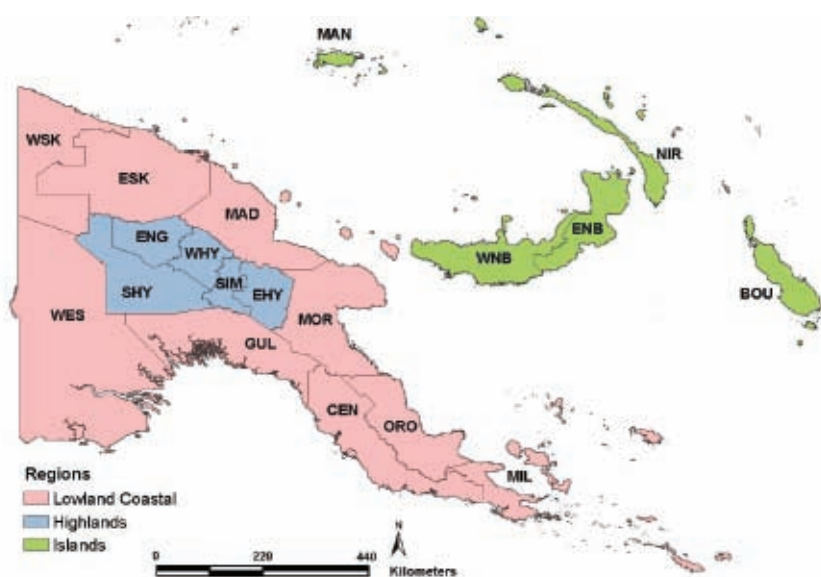 MAN
WSK
ESK
NIR
MAD
ENG
WHY
ENB
WNB
SIM
SHY
EHY
BOU
WES
MOR
GUL
CEN
ORO
MIL
Regions
Lowland Coastal
Highlands
Islands
N
0 220 440
Kilometers